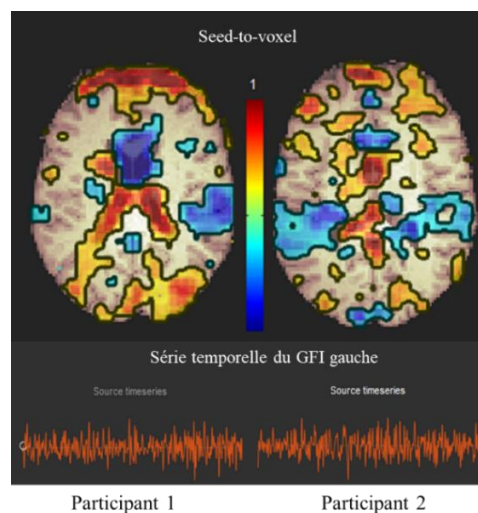 Seed-to-voxel
1
Série temporelle du GFI gauche
Source timeseries Source timeseries
Participant 1 Participant 2